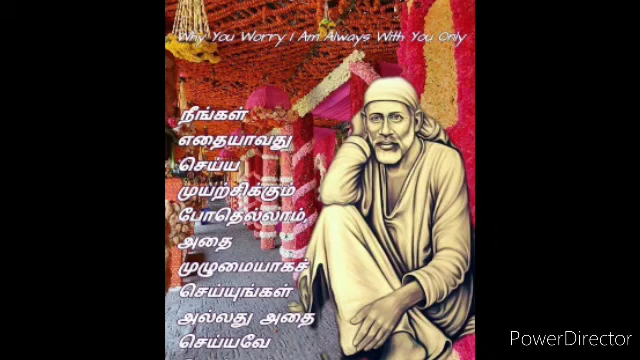 Why You Worry I Am Always With You Only
நீங்கள்
எதையாவது
செய்ய
முயற்சிக்கும்
போதெல்லாம்,
அதை
முழுமையாகச்
செய்யுங்கள்
அல்லது அதை
செய்யவே
PowerDirector